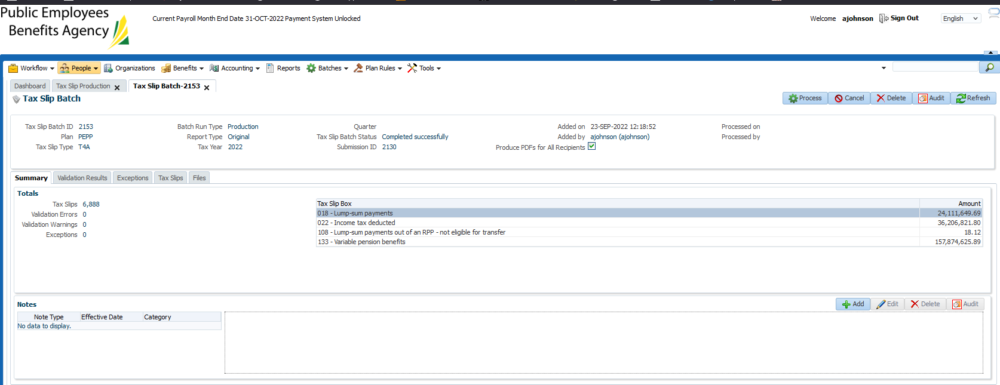 Public Employees
Benefits Agency
Current Payroll Month End Date 31-OCT-2022 Payment System Unlocked
Welcome ajohnson Sign Out English
Workflow People Organizations Benefits Accounting Reports Batches Plan Rules Tools
Dashboard Tax Slip Production Tax Slip Batch-2153
Tax Slip Batch Process Cancel Delete Audit Refresh
Tax Slip Batch ID 2153 Batch Run Type Production Quarter Added on 23-SEP-2022 12:18:52 Processed on
Plan PEPP Report Type Original Tax Slip Batch Status Completed successfully Added by ajohnson (ajohnson) Processed by
Tax Slip Type T4A Tax Year 2022 Submission ID 2130 Produce PDFs for All Recipients
Summary Validation Results Exceptions Tax Slips Files
Totals
Tax Slips 6,888
Validation Errors 0
Validation Warnings 0
Exceptions 0
Tax Slip Box Amount
018 - Lump-sum payments 24,111,649.69
022 - Income tax deducted 36,206,821.80
108 - Lump-sum payments out of an RPP - not eligible for transfer 18.12
133 - Variable pension benefits 157,874,625.89
Notes Add Edit Delete Audit
Note Type Effective Date Category
No data to display.